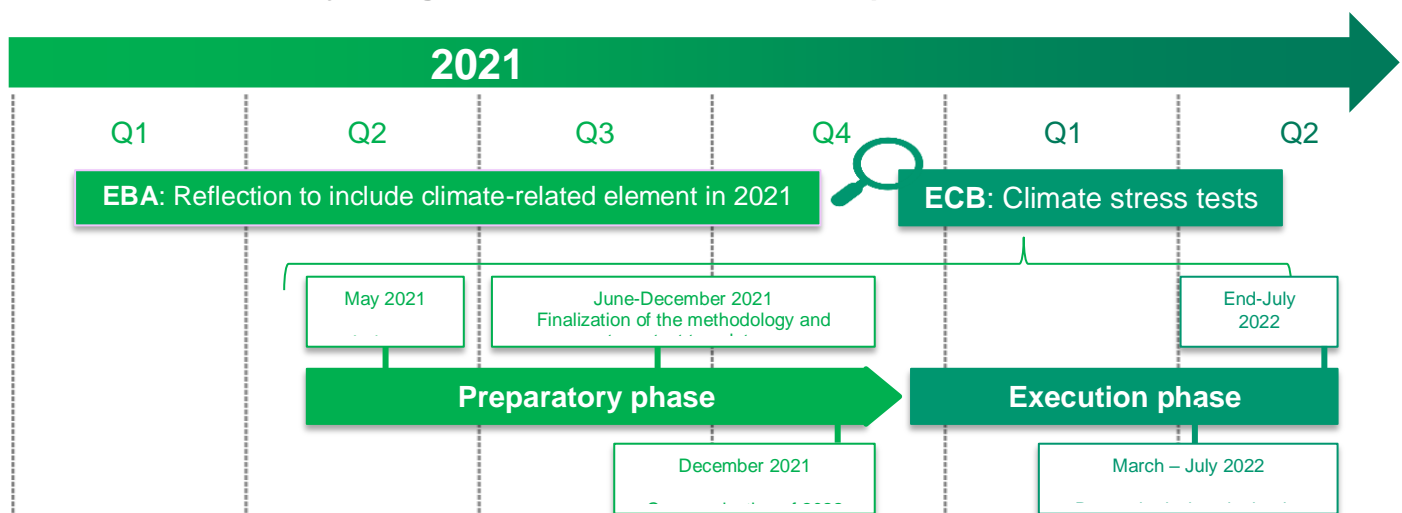 2021
Q1 Q2 Q3 Q4 Q1 Q2
EBA: Reflection to include climate-related element in 2021
ECB: Climate stress tests
May 2021
June-December 2021
Finalization of the methodology and
End-July
2022
Preparatory phase
Execution phase
December 2021
March – July 2022